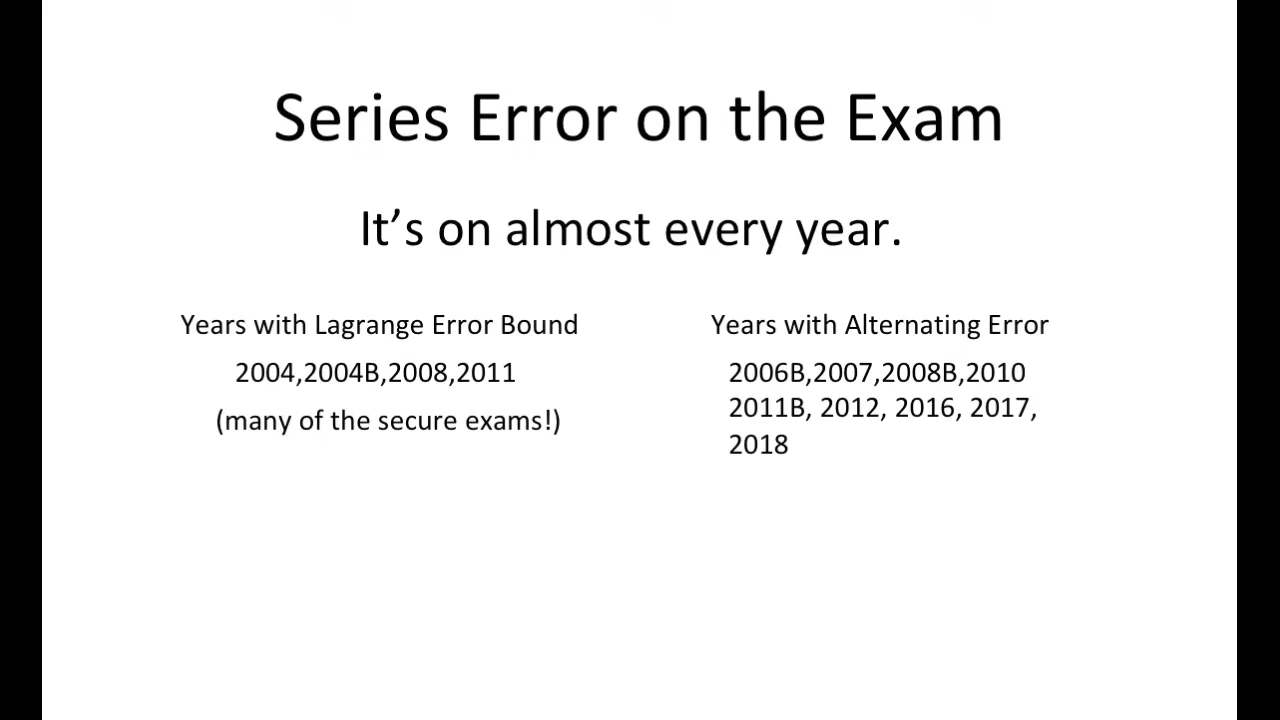 Series Error on the Exam
It’s on almost every year.
Years with Lagrange Error Bound
2004,2004B,2008,2011
(many of the secure exams!)
Years with Alternating Error
2006B,2007,2008B,2010
2011B, 2012, 2016, 2017,
2018